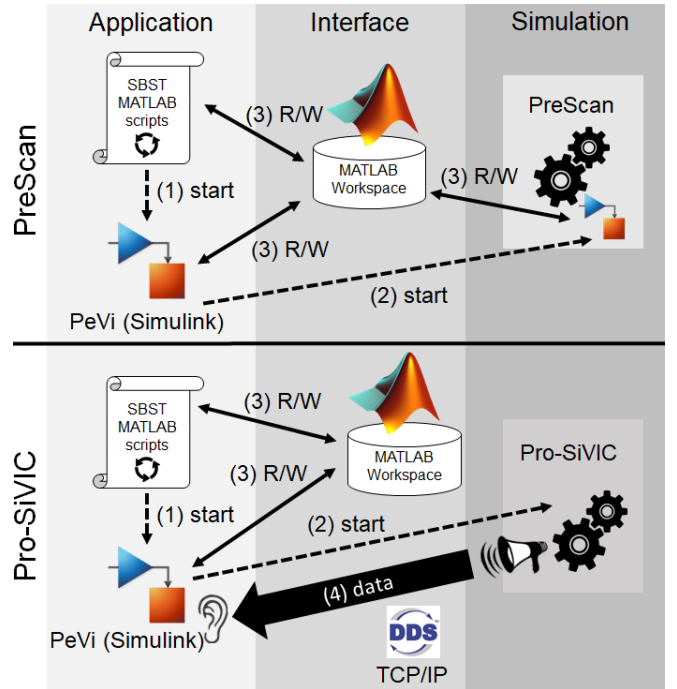 Application
Interface
Simulation
PreScan
SBST
MATLAB
scripts
(3) R/W
MATLAB
Workspace
PreScan
(3) R/W
(1) start
(3) R/W
(2) start
PeVi (Simulink)
Pro-SiVIC
SBST
MATLAB
scripts
(3) R/W
MATLAB
Workspace
Pro-SiVIC
(3) R/W
(1) start
(2) start
(4) data
PeVi (Simulink)
DDS
TCP/IP